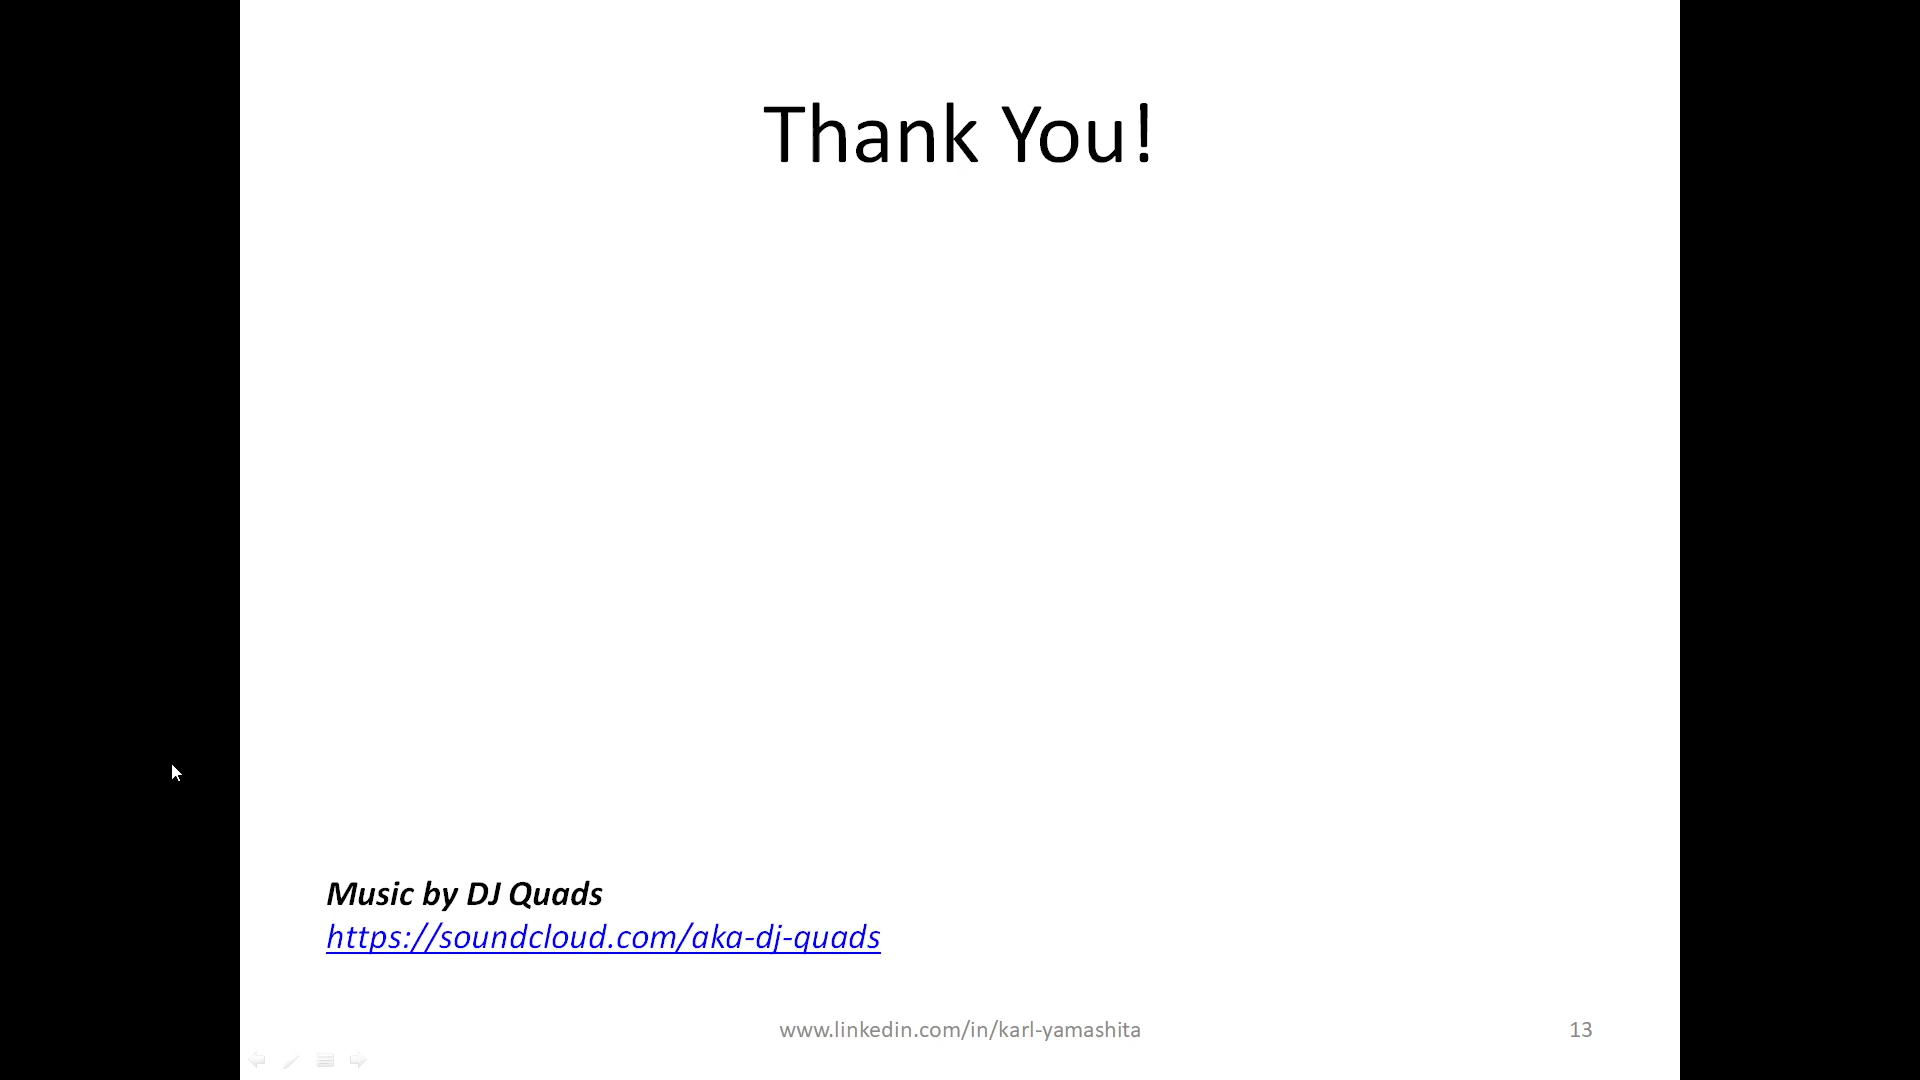 Thank You!
Music by DJ Quads
https://soundcloud.com/aka-dj-quads
www.linkedin.com/in/karl-yamashita
13